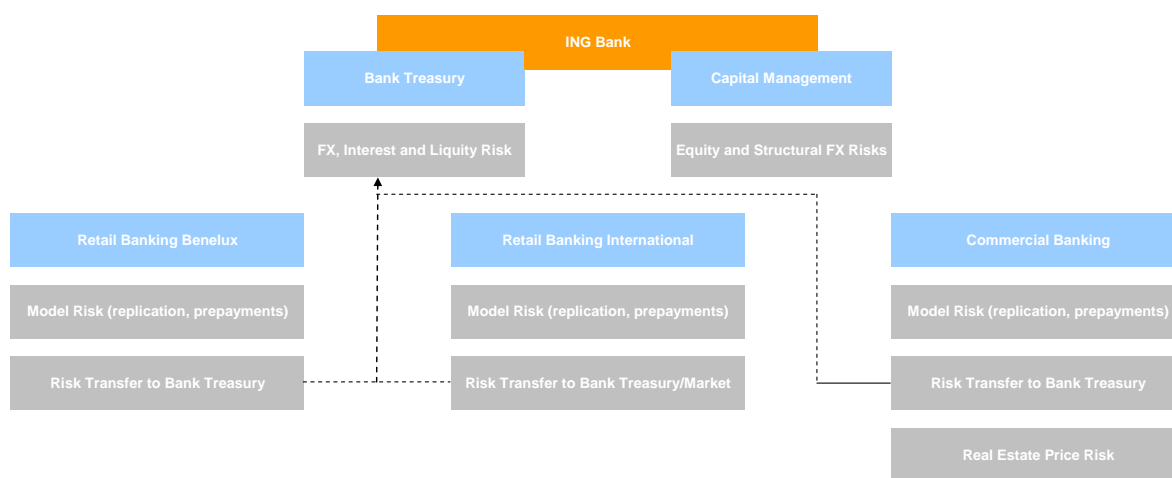 ING Bank
Bank Treasury
Capital Management
FX, Interest and Liquity Risk
Equity and Structural FX Risks
Retail Banking Benelux
Retail Banking International
Commercial Banking
Model Risk (replication, prepayments)
Model Risk (replication, prepayments)
Model Risk (replication, prepayments)
Risk Transfer to Bank Treasury
Risk Transfer to Bank Treasury/Market
Risk Transfer to Bank Treasury
Real Estate Price Risk